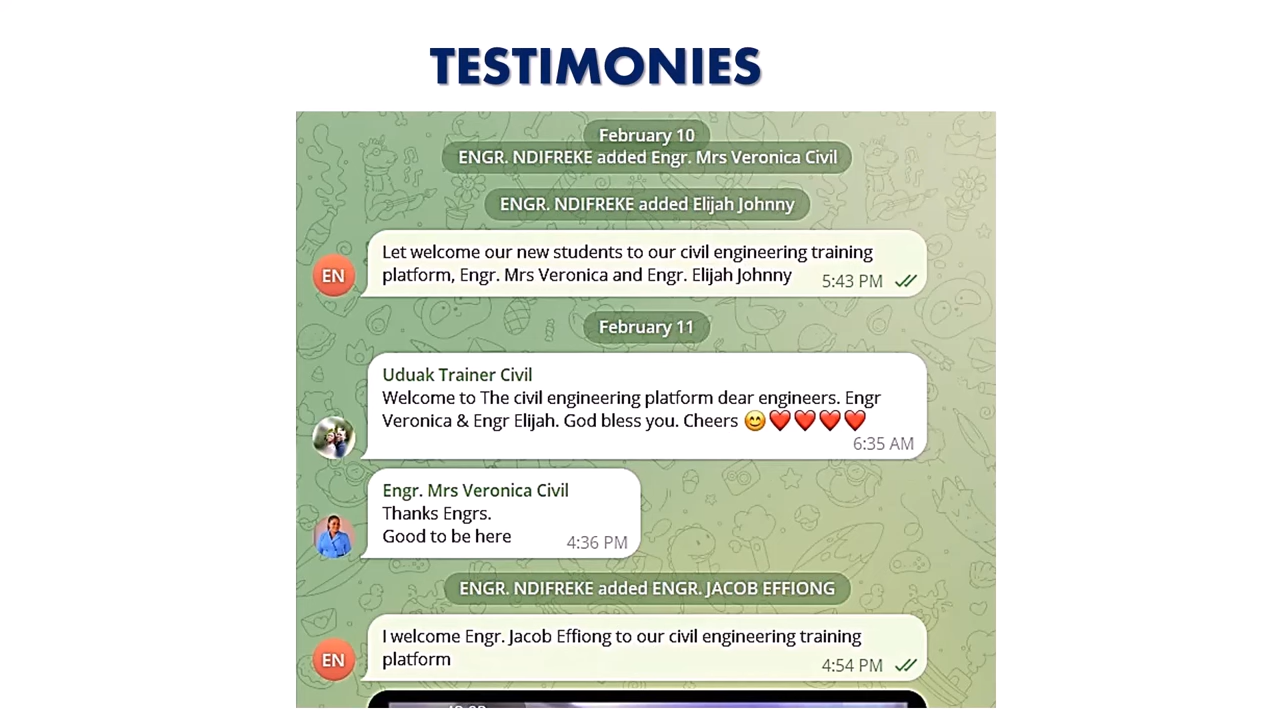 TESTIMONIES
February 10
ENGR. NDIFREKE added Engr. Mrs Veronica Civil
ENGR. NDIFREKE added Elijah Johnny
Let welcome our new students to our civil engineering training
platform, Engr. Mrs Veronica and Engr. Elijah Johnny
5:43 PM
EN
February 11
Uduak Trainer Civil
Welcome to The civil engineering platform dear engineers. Engr
Veronica & Engr Elijah. God bless you. Cheers 😊❤️❤️❤️❤️
6:35 AM
Engr. Mrs Veronica Civil
Thanks Engrs.
Good to be here
4:36 PM
ENGR. NDIFREKE added ENGR. JACOB EFFIONG
I welcome Engr. Jacob Effiong to our civil engineering training
platform
4:54 PM
EN